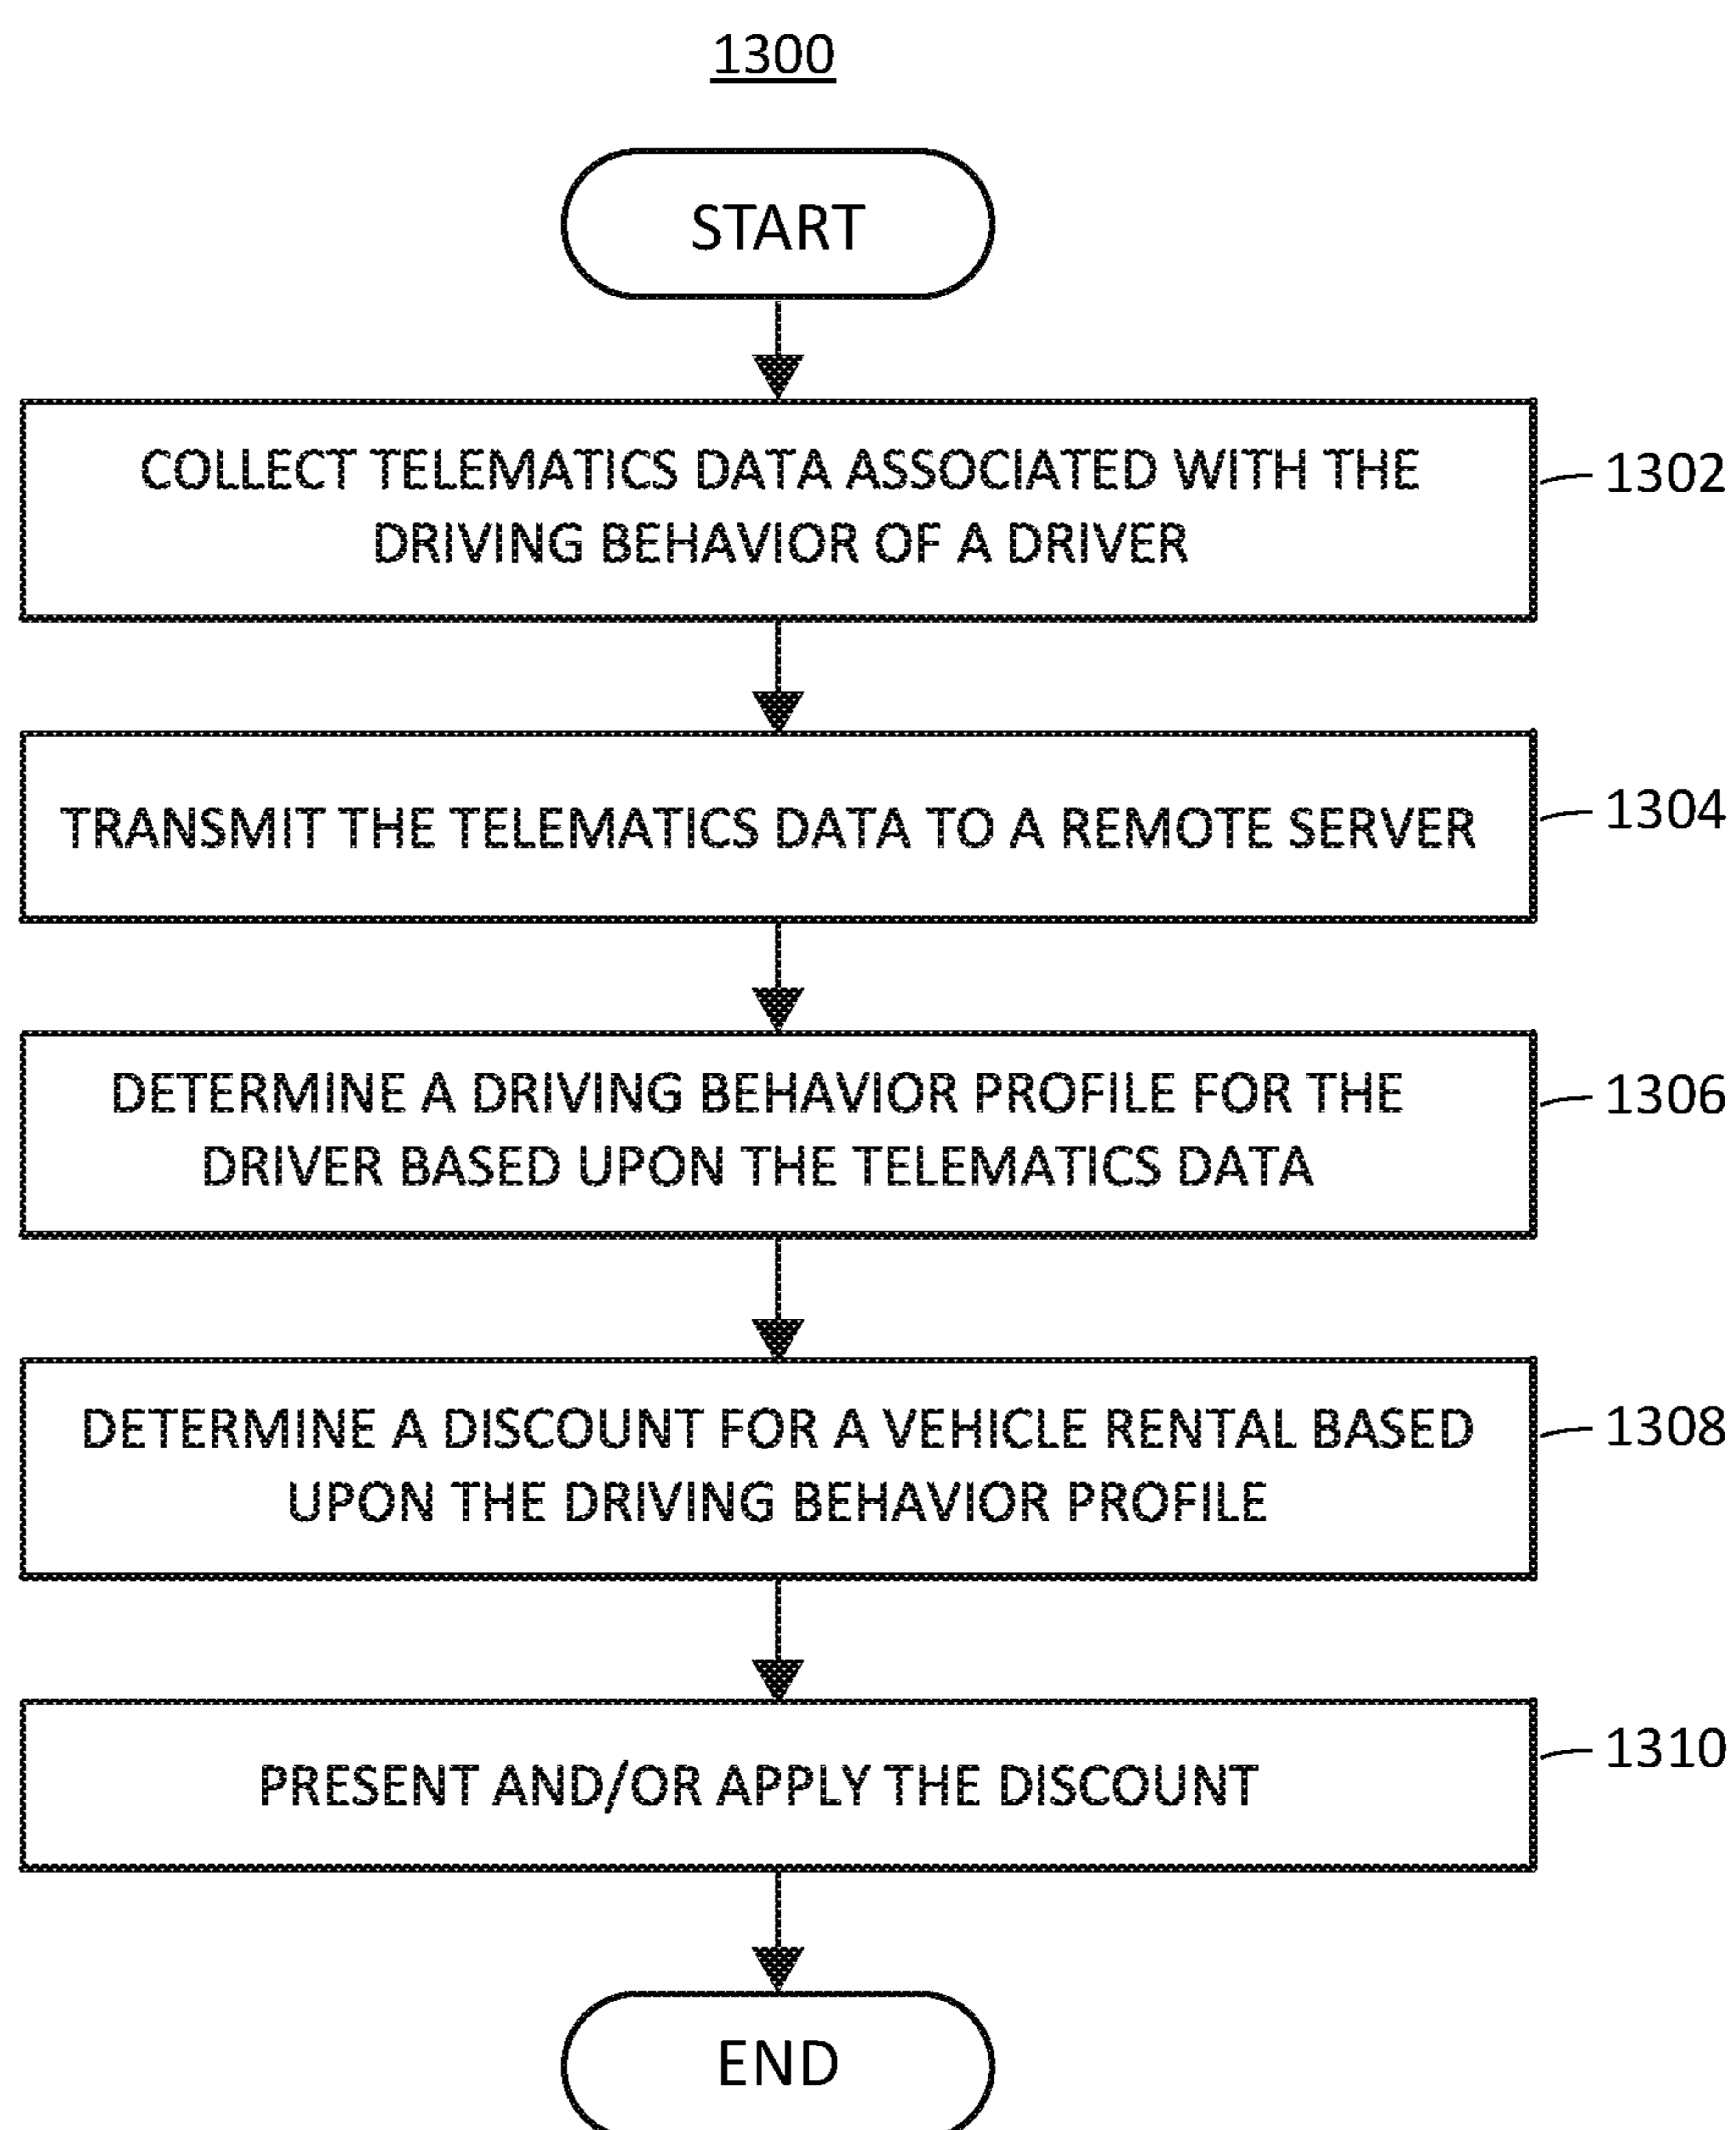 1300
START
COLLECT TELEMATICS DATA ASSOCIATED WITH THE
DRIVING BEHAVIOR OF A DRIVER
1302
TRANSMIT THE TELEMATICS DATA TO A REMOTE SERVER
1304
DETERMINE A DRIVING BEHAVIOR PROFILE FOR THE
DRIVER BASED UPON THE TELEMATICS DATA
1306
DETERMINE A DISCOUNT FOR A VEHICLE RENTAL BASED
UPON THE DRIVING BEHAVIOR PROFILE
1308
PRESENT AND/OR APPLY THE DISCOUNT
1310
END